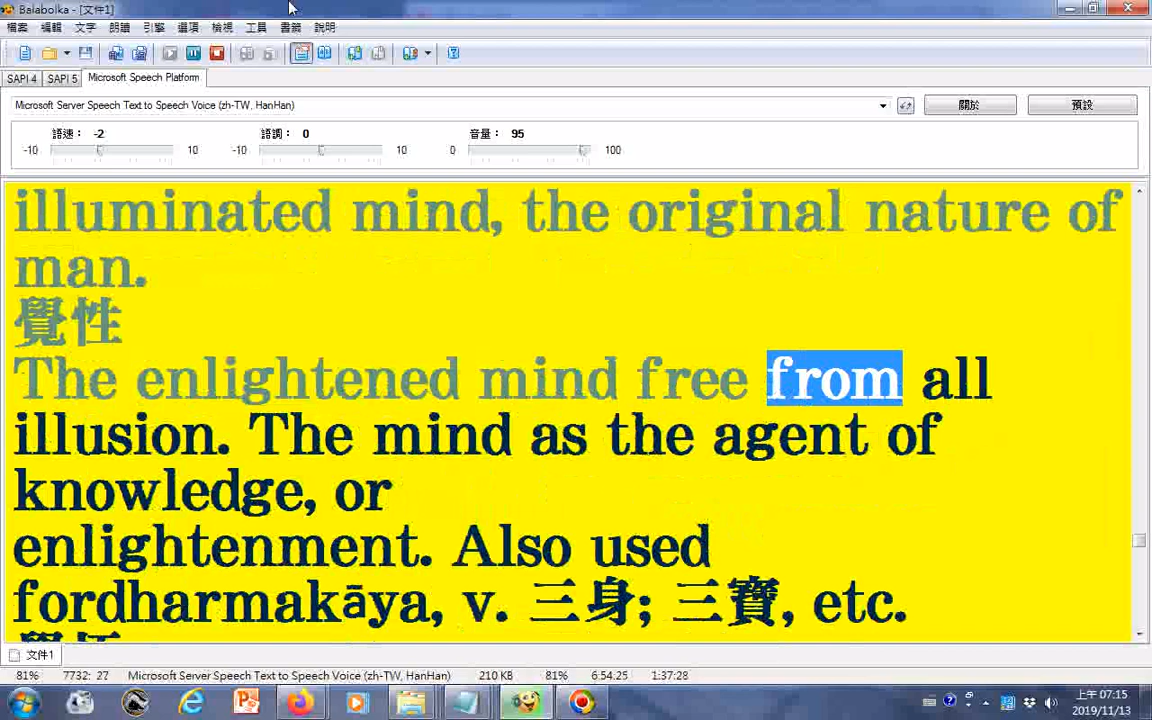 Balabolka - [文件1]
檔案 編輯 文字 朗讀 引擎 選項 檢視 工具 書籤 說明
SAPI 4 SAPI 5 Microsoft Speech Platform
Microsoft Server Speech Text to Speech Voice (zh-TW, HanHan) 關於 預設
語速： -2 語調： 0 音量： 95
-10 10 -10 10 0 100
illuminated mind, the original nature of
man.
覺性
The enlightened mind free from all
illusion. The mind as the agent of
knowledge, or
enlightenment. Also used
fordharmakāya, v. 三身; 三寶, etc.
文件1
81% 7732: 27 Microsoft Server Speech Text to Speech Voice (zh-TW, HanHan) 210 KB 81% 6:54:25 1:37:28
上午 07:15
2019/11/13